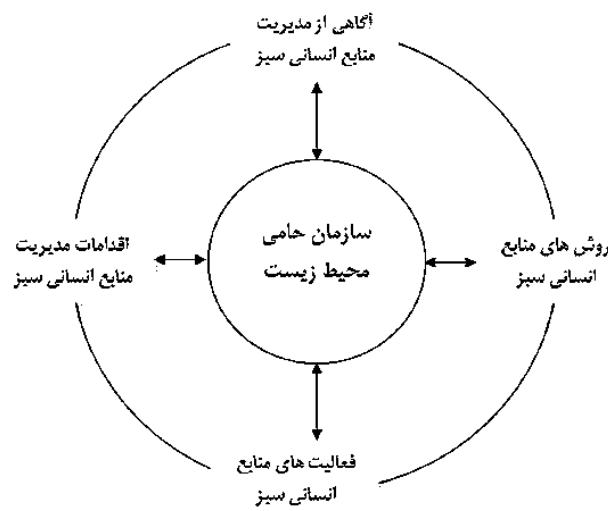 آگاهی از مدیریت
منابع انسانی سبز
سازمان حامی
محیط زیست
روش های منابع
انسانی سبز
اقدامات مدیریت
منابع انسانی سبز
فعالیت های منابع
انسانی سبز